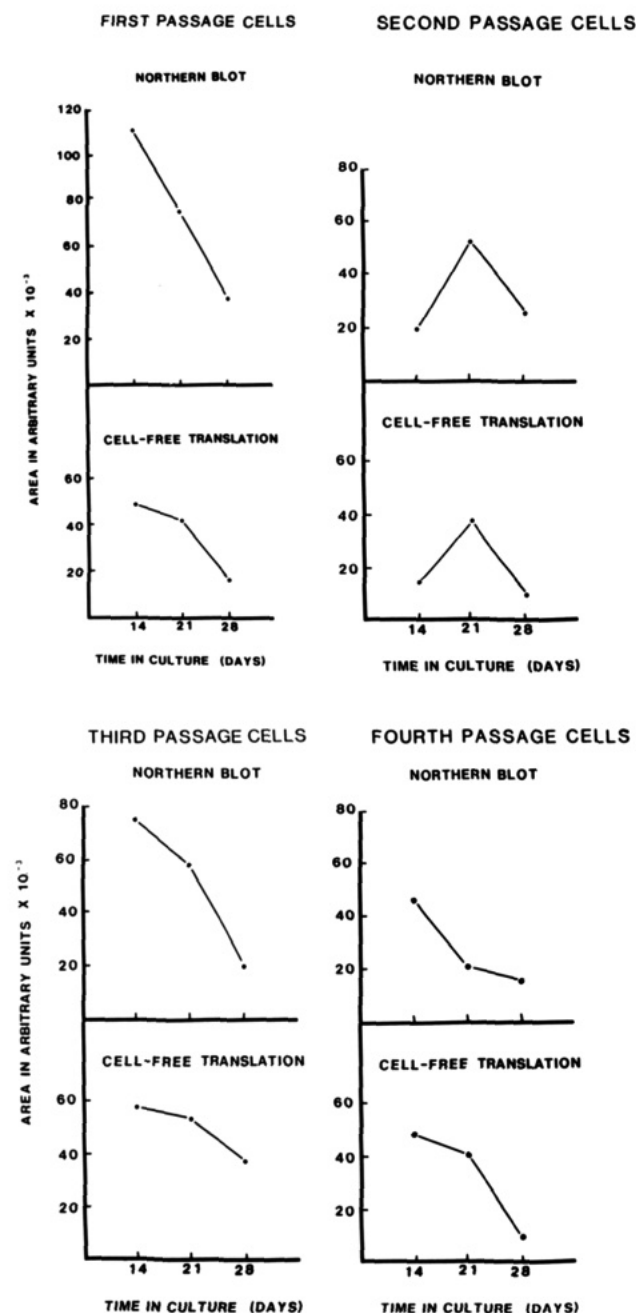 FIRST PASSAGE CELLS
NORTHERN BLOT
120
100
80
60
40
20
CELL-FREE TRANSLATION
60
40
20
14 21 28
TIME IN CULTURE (DAYS)
AREA IN ARBITRARY UNITS X 10⁻³
SECOND PASSAGE CELLS
NORTHERN BLOT
80
60
40
20
CELL-FREE TRANSLATION
60
40
20
14 21 28
TIME IN CULTURE (DAYS)
THIRD PASSAGE CELLS
NORTHERN BLOT
80
60
40
20
CELL-FREE TRANSLATION
60
40
20
14 21 28
TIME IN CULTURE (DAYS)
AREA IN ARBITRARY UNITS X 10⁻³
FOURTH PASSAGE CELLS
NORTHERN BLOT
80
60
40
20
CELL-FREE TRANSLATION
60
40
20
14 21 28
TIME IN CULTURE (DAYS)